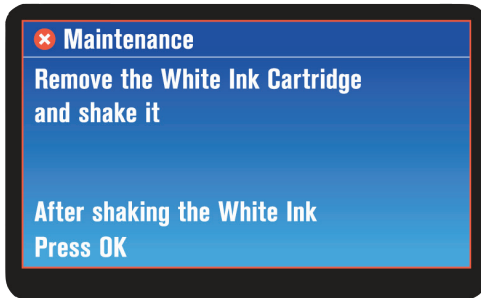 Maintenance
Remove the White Ink Cartridge
and shake it
After shaking the White Ink
Press OK